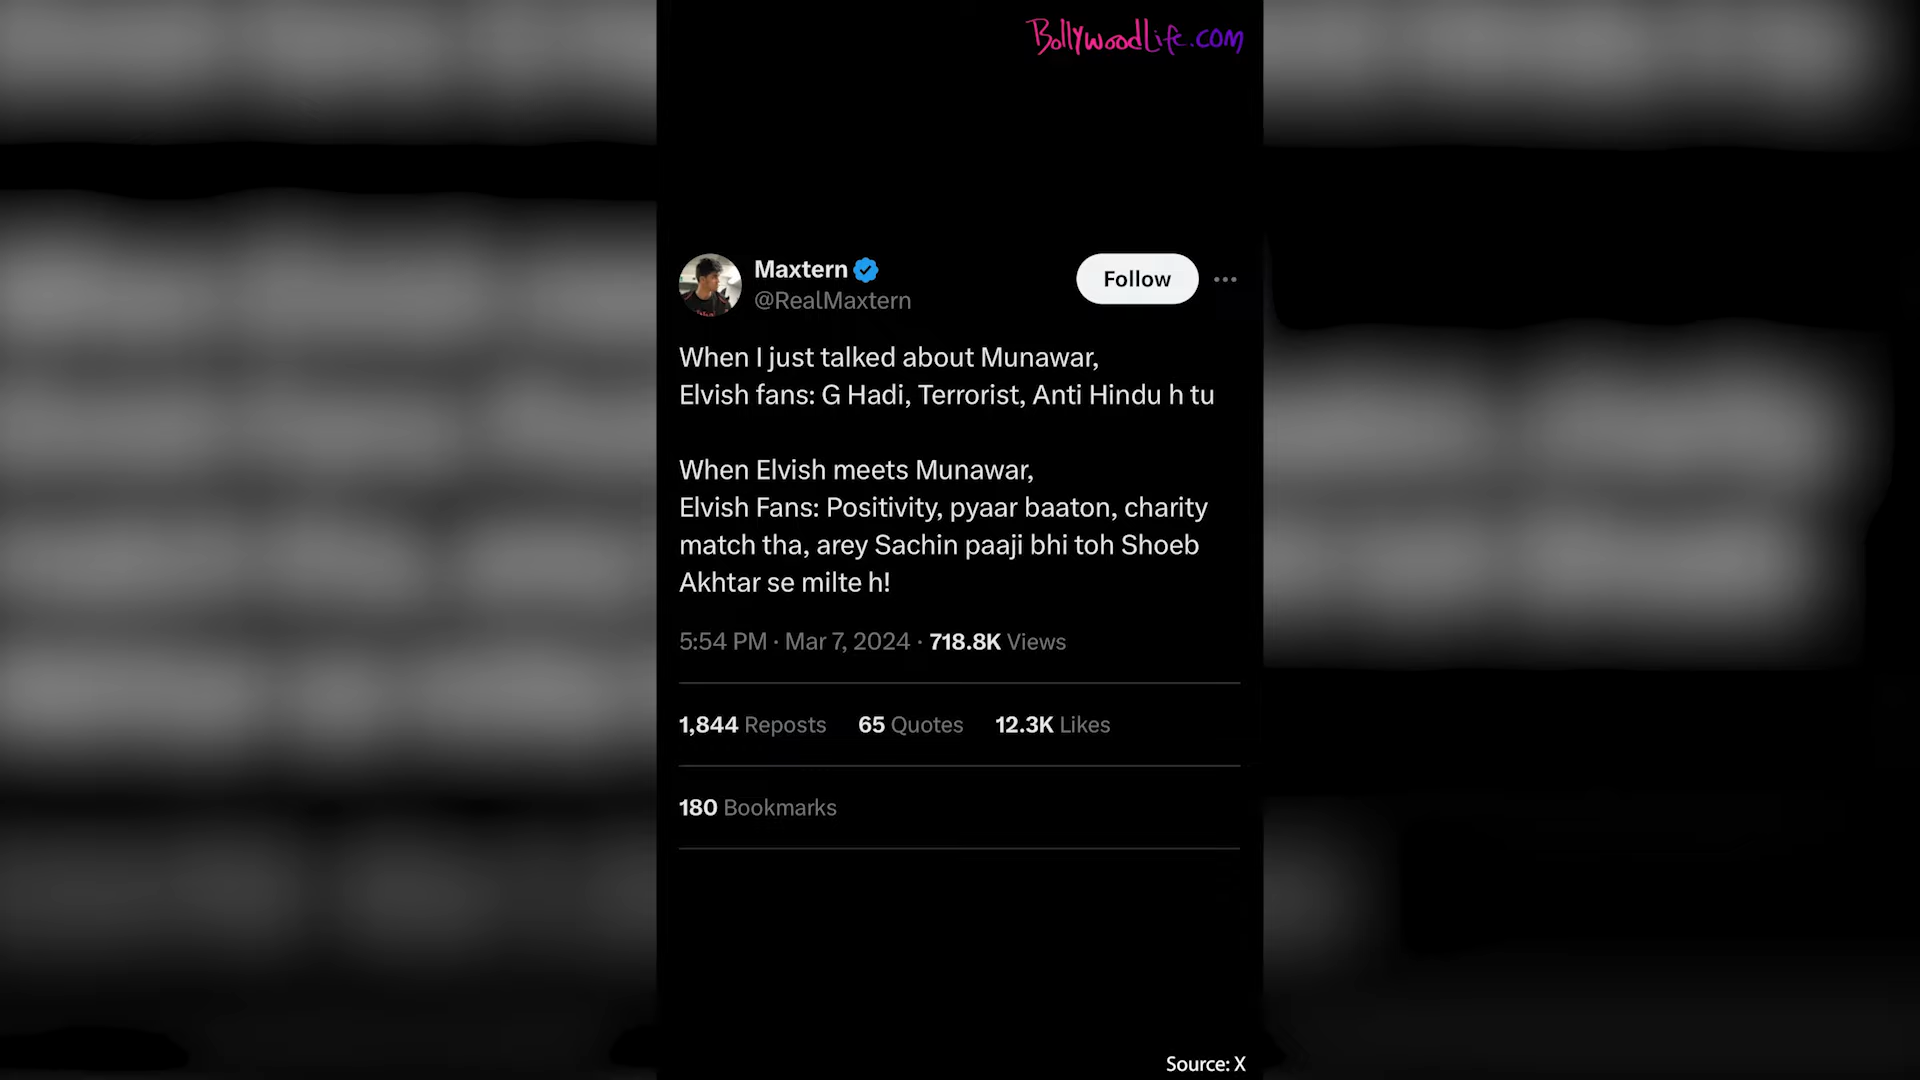 BollywoodLife.com
Maxtern
@RealMaxtern
Follow
When I just talked about Munawar,
Elvish fans: G Hadi, Terrorist, Anti Hindu h tu
When Elvish meets Munawar,
Elvish Fans: Positivity, pyaar baaton, charity
match tha, arey Sachin paaji bhi toh Shoeb
Akhtar se milte h!
5:54 PM · Mar 7, 2024 · 718.8K Views
1,844 Reposts 65 Quotes 12.3K Likes
180 Bookmarks
Source: X